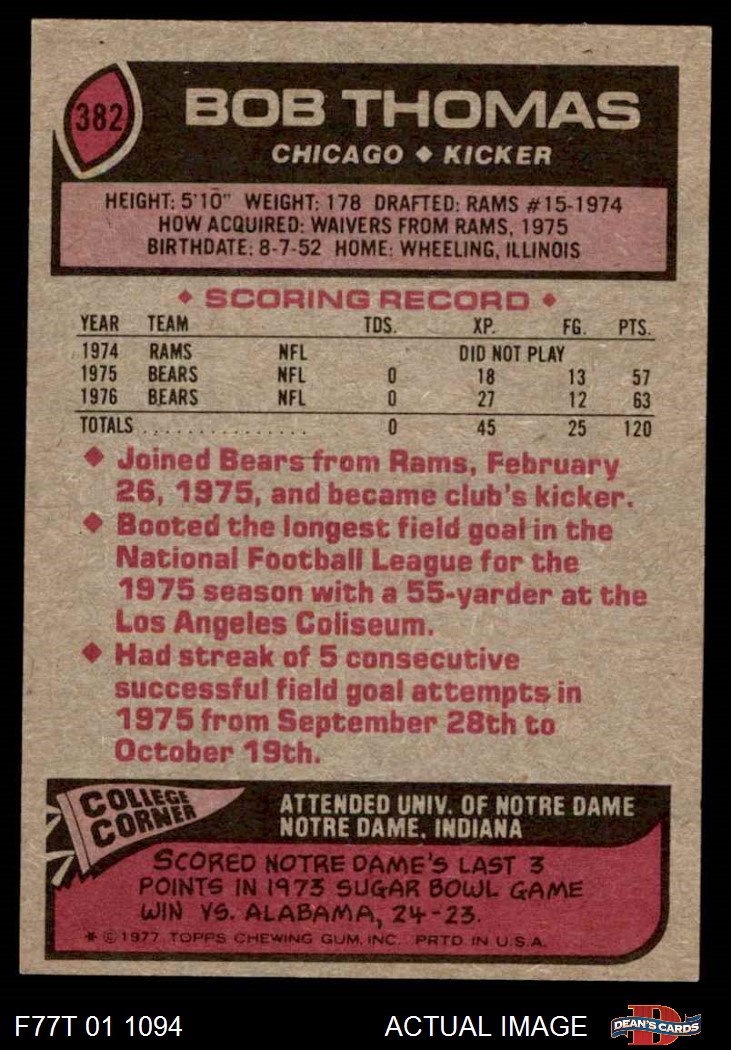 382
BOB THOMAS
CHICAGO ♦ KICKER
HEIGHT: 5'10" WEIGHT: 178 DRAFTED: RAMS #15-1974
HOW ACQUIRED: WAIVERS FROM RAMS, 1975
BIRTHDATE: 8-7-52 HOME: WHEELING, ILLINOIS
♦ SCORING RECORD ♦
YEAR TEAM TDS. XP. FG. PTS.
1974 RAMS NFL DID NOT PLAY
1975 BEARS NFL 0 18 13 57
1976 BEARS NFL 0 27 12 63
TOTALS ................ 0 45 25 120
♦ Joined Bears from Rams, February
26, 1975, and became club's kicker.
♦ Booted the longest field goal in the
National Football League for the
1975 season with a 55-yarder at the
Los Angeles Coliseum.
♦ Had streak of 5 consecutive
successful field goal attempts in
1975 from September 28th to
October 19th.
COLLEGE
CORNER
ATTENDED UNIV. OF NOTRE DAME
NOTRE DAME, INDIANA
SCORED NOTRE DAME'S LAST 3
POINTS IN 1973 SUGAR BOWL GAME
WIN VS. ALABAMA, 24-23.
* © 1977 TOPPS CHEWING GUM, INC. PRTD IN U.S.A.
F77T 01 1094 ACTUAL IMAGE D DEAN'S CARDS